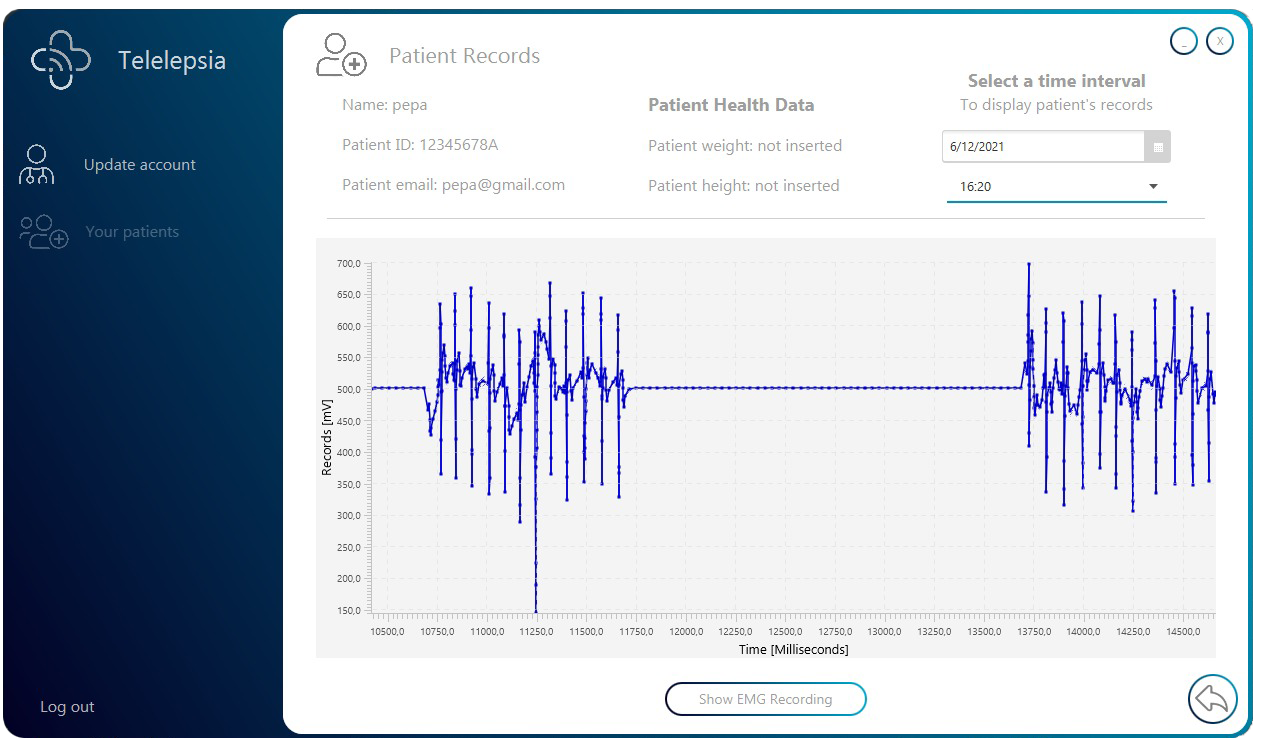 Telelepsia
Update account
Your patients
Log out
Patient Records
_ X
Name: pepa
Patient ID: 12345678A
Patient email: pepa@gmail.com
Patient Health Data
Patient weight: not inserted
Patient height: not inserted
Select a time interval
To display patient's records
6/12/2021
16:20
Records [mV]
700,0
650,0
600,0
550,0
500,0
450,0
400,0
350,0
300,0
250,0
200,0
150,0
10500,0 10750,0 11000,0 11250,0 11500,0 11750,0 12000,0 12250,0 12500,0 12750,0 13000,0 13250,0 13500,0 13750,0 14000,0 14250,0 14500,0
Time [Milliseconds]
Show EMG Recording